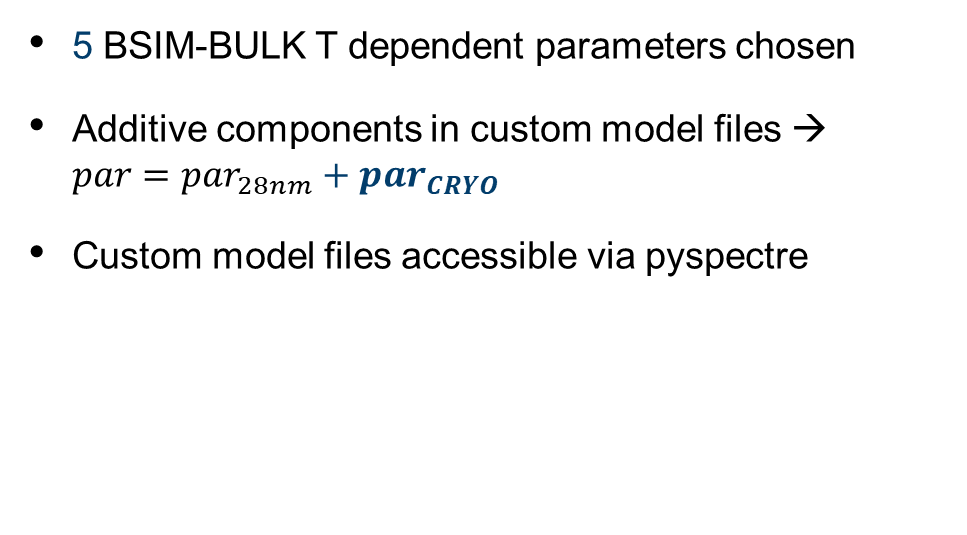 • 5 BSIM-BULK T dependent parameters chosen
• Additive components in custom model files →
par = par₂₈ₙₘ + par_CRYO
• Custom model files accessible via pyspectre